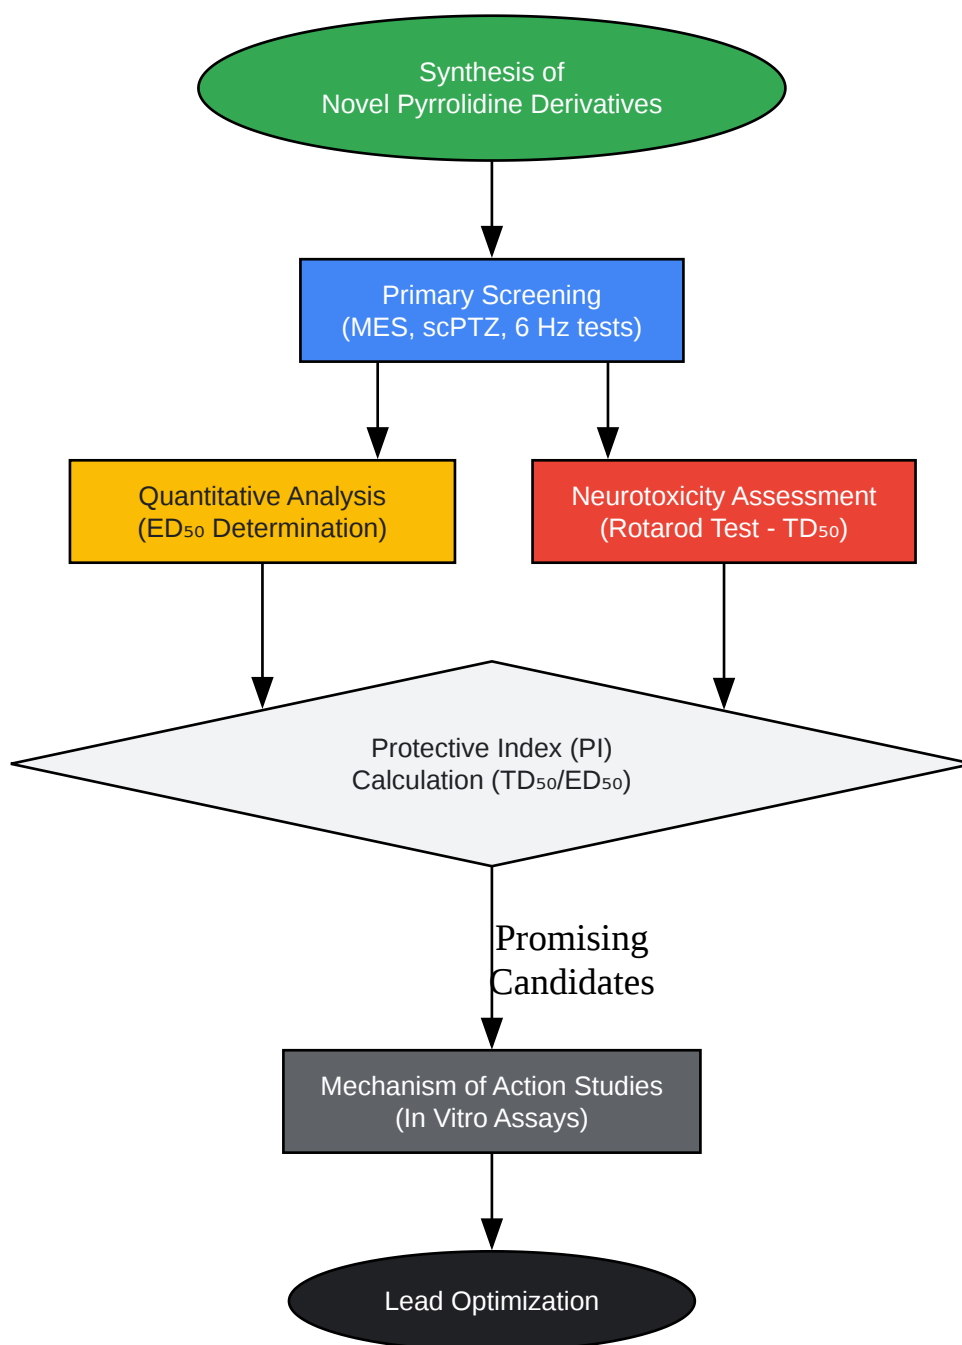 Synthesis of
Novel Pyrrolidine Derivatives
Primary Screening
(MES, scPTZ, 6 Hz tests)
Quantitative Analysis
(ED₅₀ Determination)
Neurotoxicity Assessment
(Rotarod Test - TD₅₀)
Protective Index (PI)
Calculation (TD₅₀/ED₅₀)
Promising
Candidates
Mechanism of Action Studies
(In Vitro Assays)
Lead Optimization